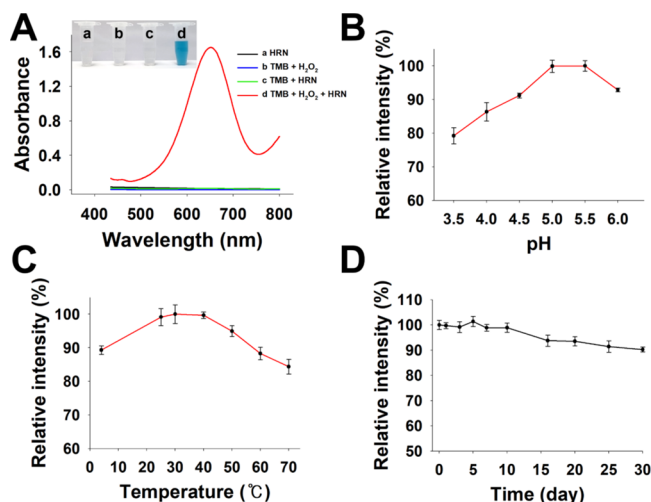 A
a b c d
a HRN
b TMB + H₂O₂
c TMB + HRN
d TMB + H₂O₂ + HRN
Absorbance
2.0
1.6
1.2
0.8
0.4
0.0
400 500 600 700 800
Wavelength (nm)
B
Relative intensity (%)
110
100
90
80
70
60
3.5 4.0 4.5 5.0 5.5 6.0
pH
C
Relative intensity (%)
110
100
90
80
60
0 10 20 30 40 50 60 70
Temperature (℃)
D
Relative intensity (%)
110
100
90
80
70
60
50
0 5 10 15 20 25 30
Time (day)